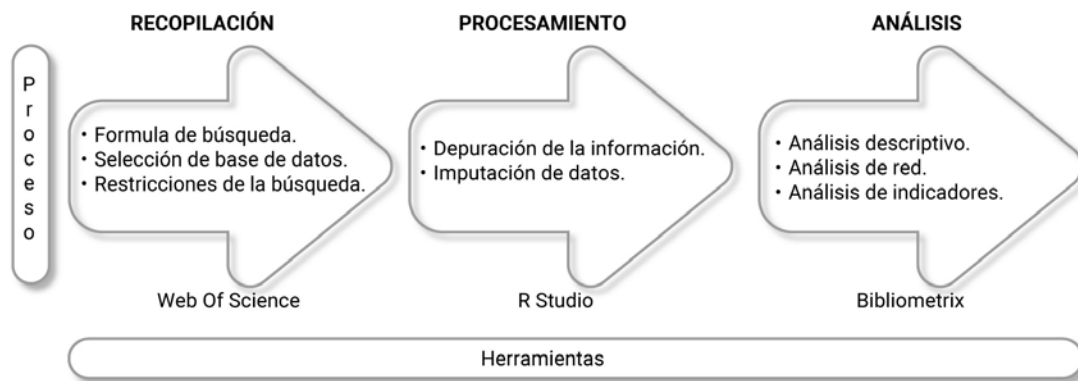 RECOPILACIÓN
PROCESAMIENTO
ANÁLISIS
Proceso
• Formula de búsqueda.
• Selección de base de datos.
• Restricciones de la búsqueda.
• Depuración de la información.
• Imputación de datos.
• Análisis descriptivo.
• Análisis de red.
• Análisis de indicadores.
Web Of Science
R Studio
Bibliometrix
Herramientas